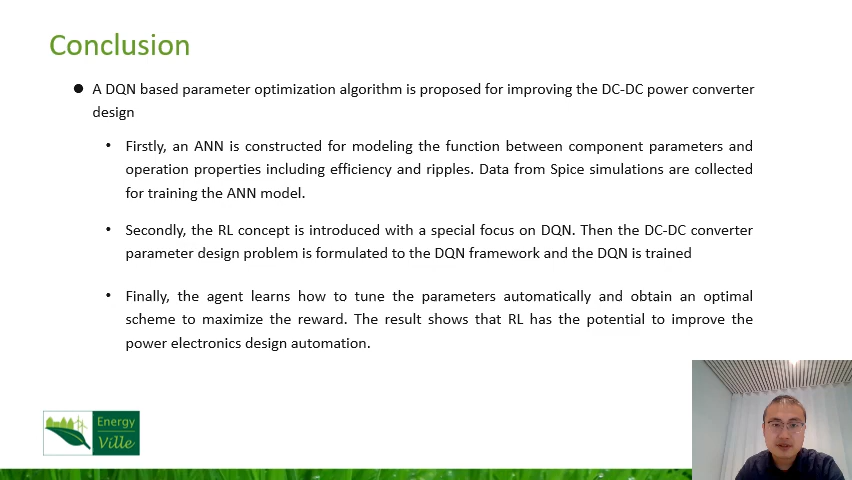 Conclusion
● A DQN based parameter optimization algorithm is proposed for improving the DC-DC power converter
design
• Firstly, an ANN is constructed for modeling the function between component parameters and
operation properties including efficiency and ripples. Data from Spice simulations are collected
for training the ANN model.
• Secondly, the RL concept is introduced with a special focus on DQN. Then the DC-DC converter
parameter design problem is formulated to the DQN framework and the DQN is trained
• Finally, the agent learns how to tune the parameters automatically and obtain an optimal
scheme to maximize the reward. The result shows that RL has the potential to improve the
power electronics design automation.
Energy
Ville